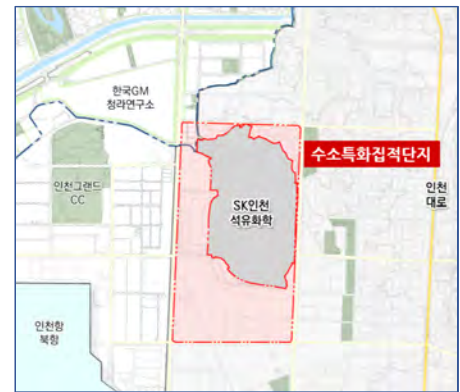 한국GM
청라연구소
수소특화집적단지
인천그랜드
CC
SK인천
석유화학
인천
대로
인천항
북항